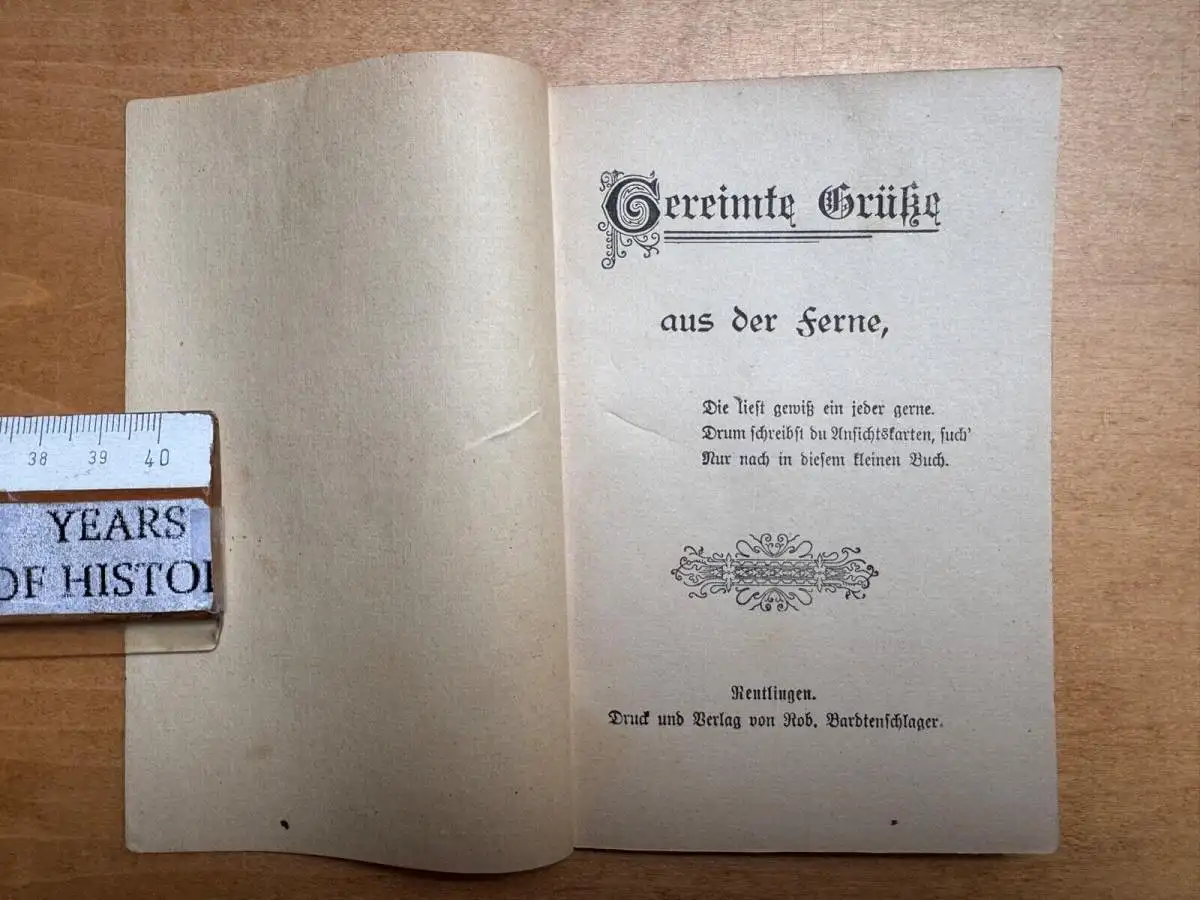 Gereimte Grüße
aus der Ferne,
Die liest gewiß ein jeder gerne.
Drum schreibst du Ansichtskarten, such'
Nur nach in diesem kleinen Buch.
Reutlingen.
Druck und Verlag von Rob. Bardtenschlager.
38 39 40
YEARS
OF HISTOI